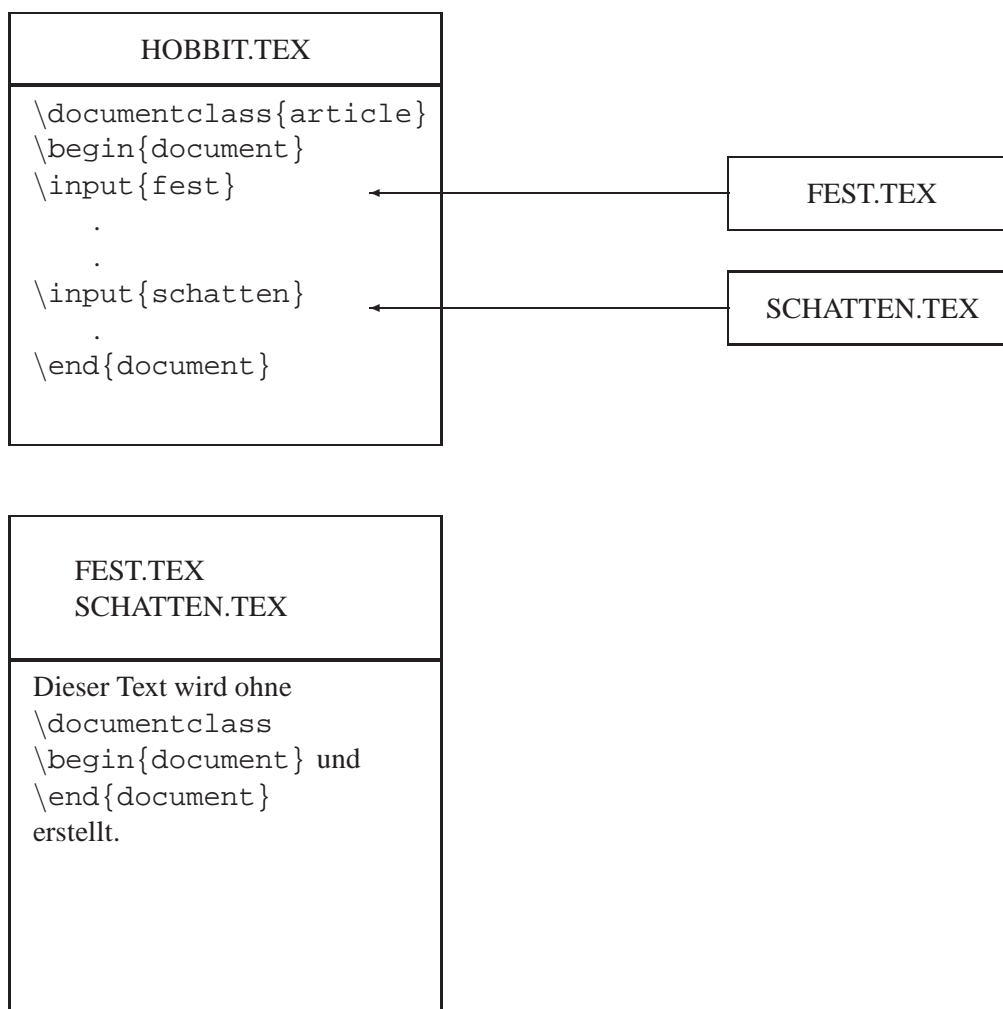 HOBBIT.TEX
\documentclass{article}
\begin{document}
\input{fest}
.
.
\input{schatten}
.
\end{document}
FEST.TEX
SCHATTEN.TEX
FEST.TEX
SCHATTEN.TEX
Dieser Text wird ohne
\documentclass
\begin{document} und
\end{document}
erstellt.